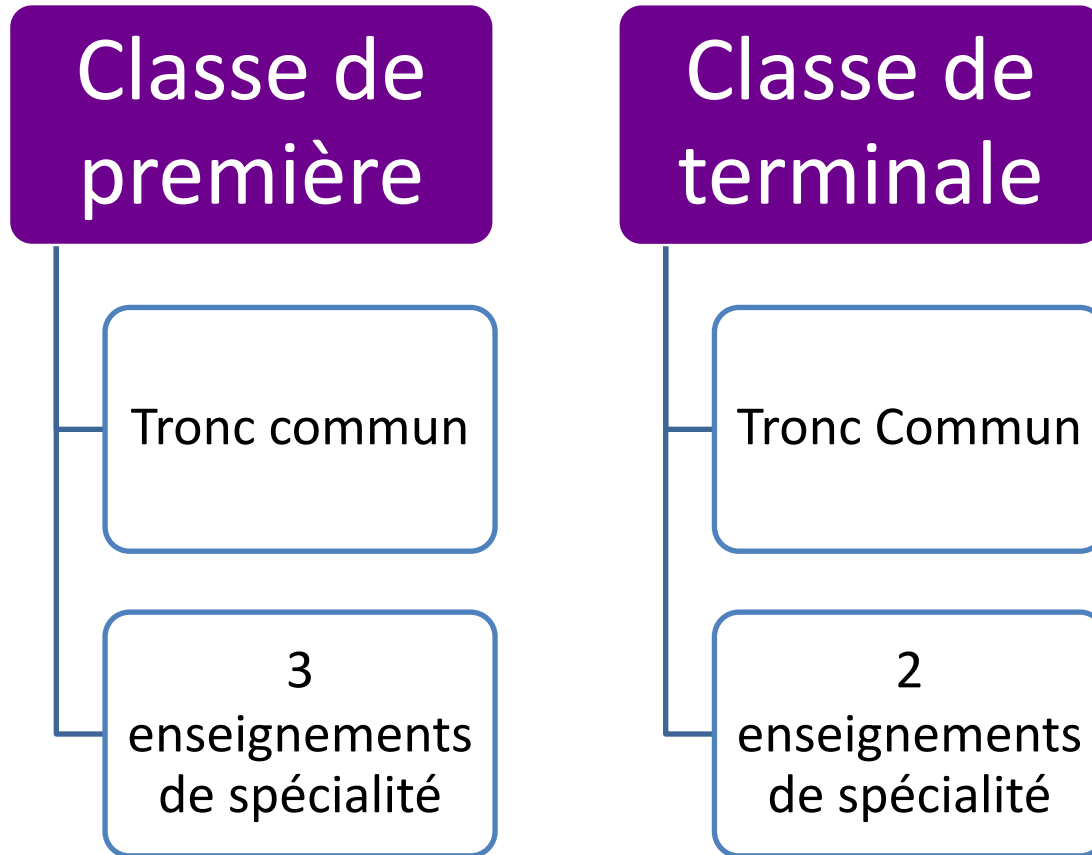 Classe de
première
Tronc commun
3
enseignements
de spécialité
Classe de
terminale
Tronc Commun
2
enseignements
de spécialité